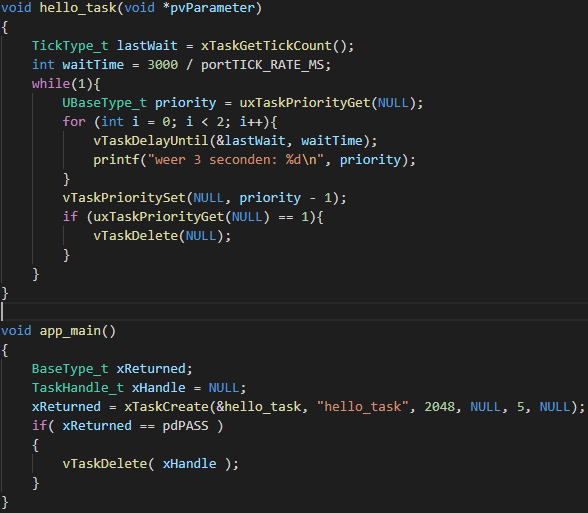 void hello_task(void *pvParameter)
{
    TickType_t lastWait = xTaskGetTickCount();
    int waitTime = 3000 / portTICK_RATE_MS;
    while(1){
        UBaseType_t priority = uxTaskPriorityGet(NULL);
        for (int i = 0; i < 2; i++){
            vTaskDelayUntil(&lastWait, waitTime);
            printf("weer 3 seconden: %d\n", priority);
        }
        vTaskPrioritySet(NULL, priority - 1);
        if (uxTaskPriorityGet(NULL) == 1){
            vTaskDelete(NULL);
        }
    }
}

void app_main()
{
    BaseType_t xReturned;
    TaskHandle_t xHandle = NULL;
    xReturned = xTaskCreate(&hello_task, "hello_task", 2048, NULL, 5, NULL);
    if( xReturned == pdPASS )
    {
        vTaskDelete( xHandle );
    }
}